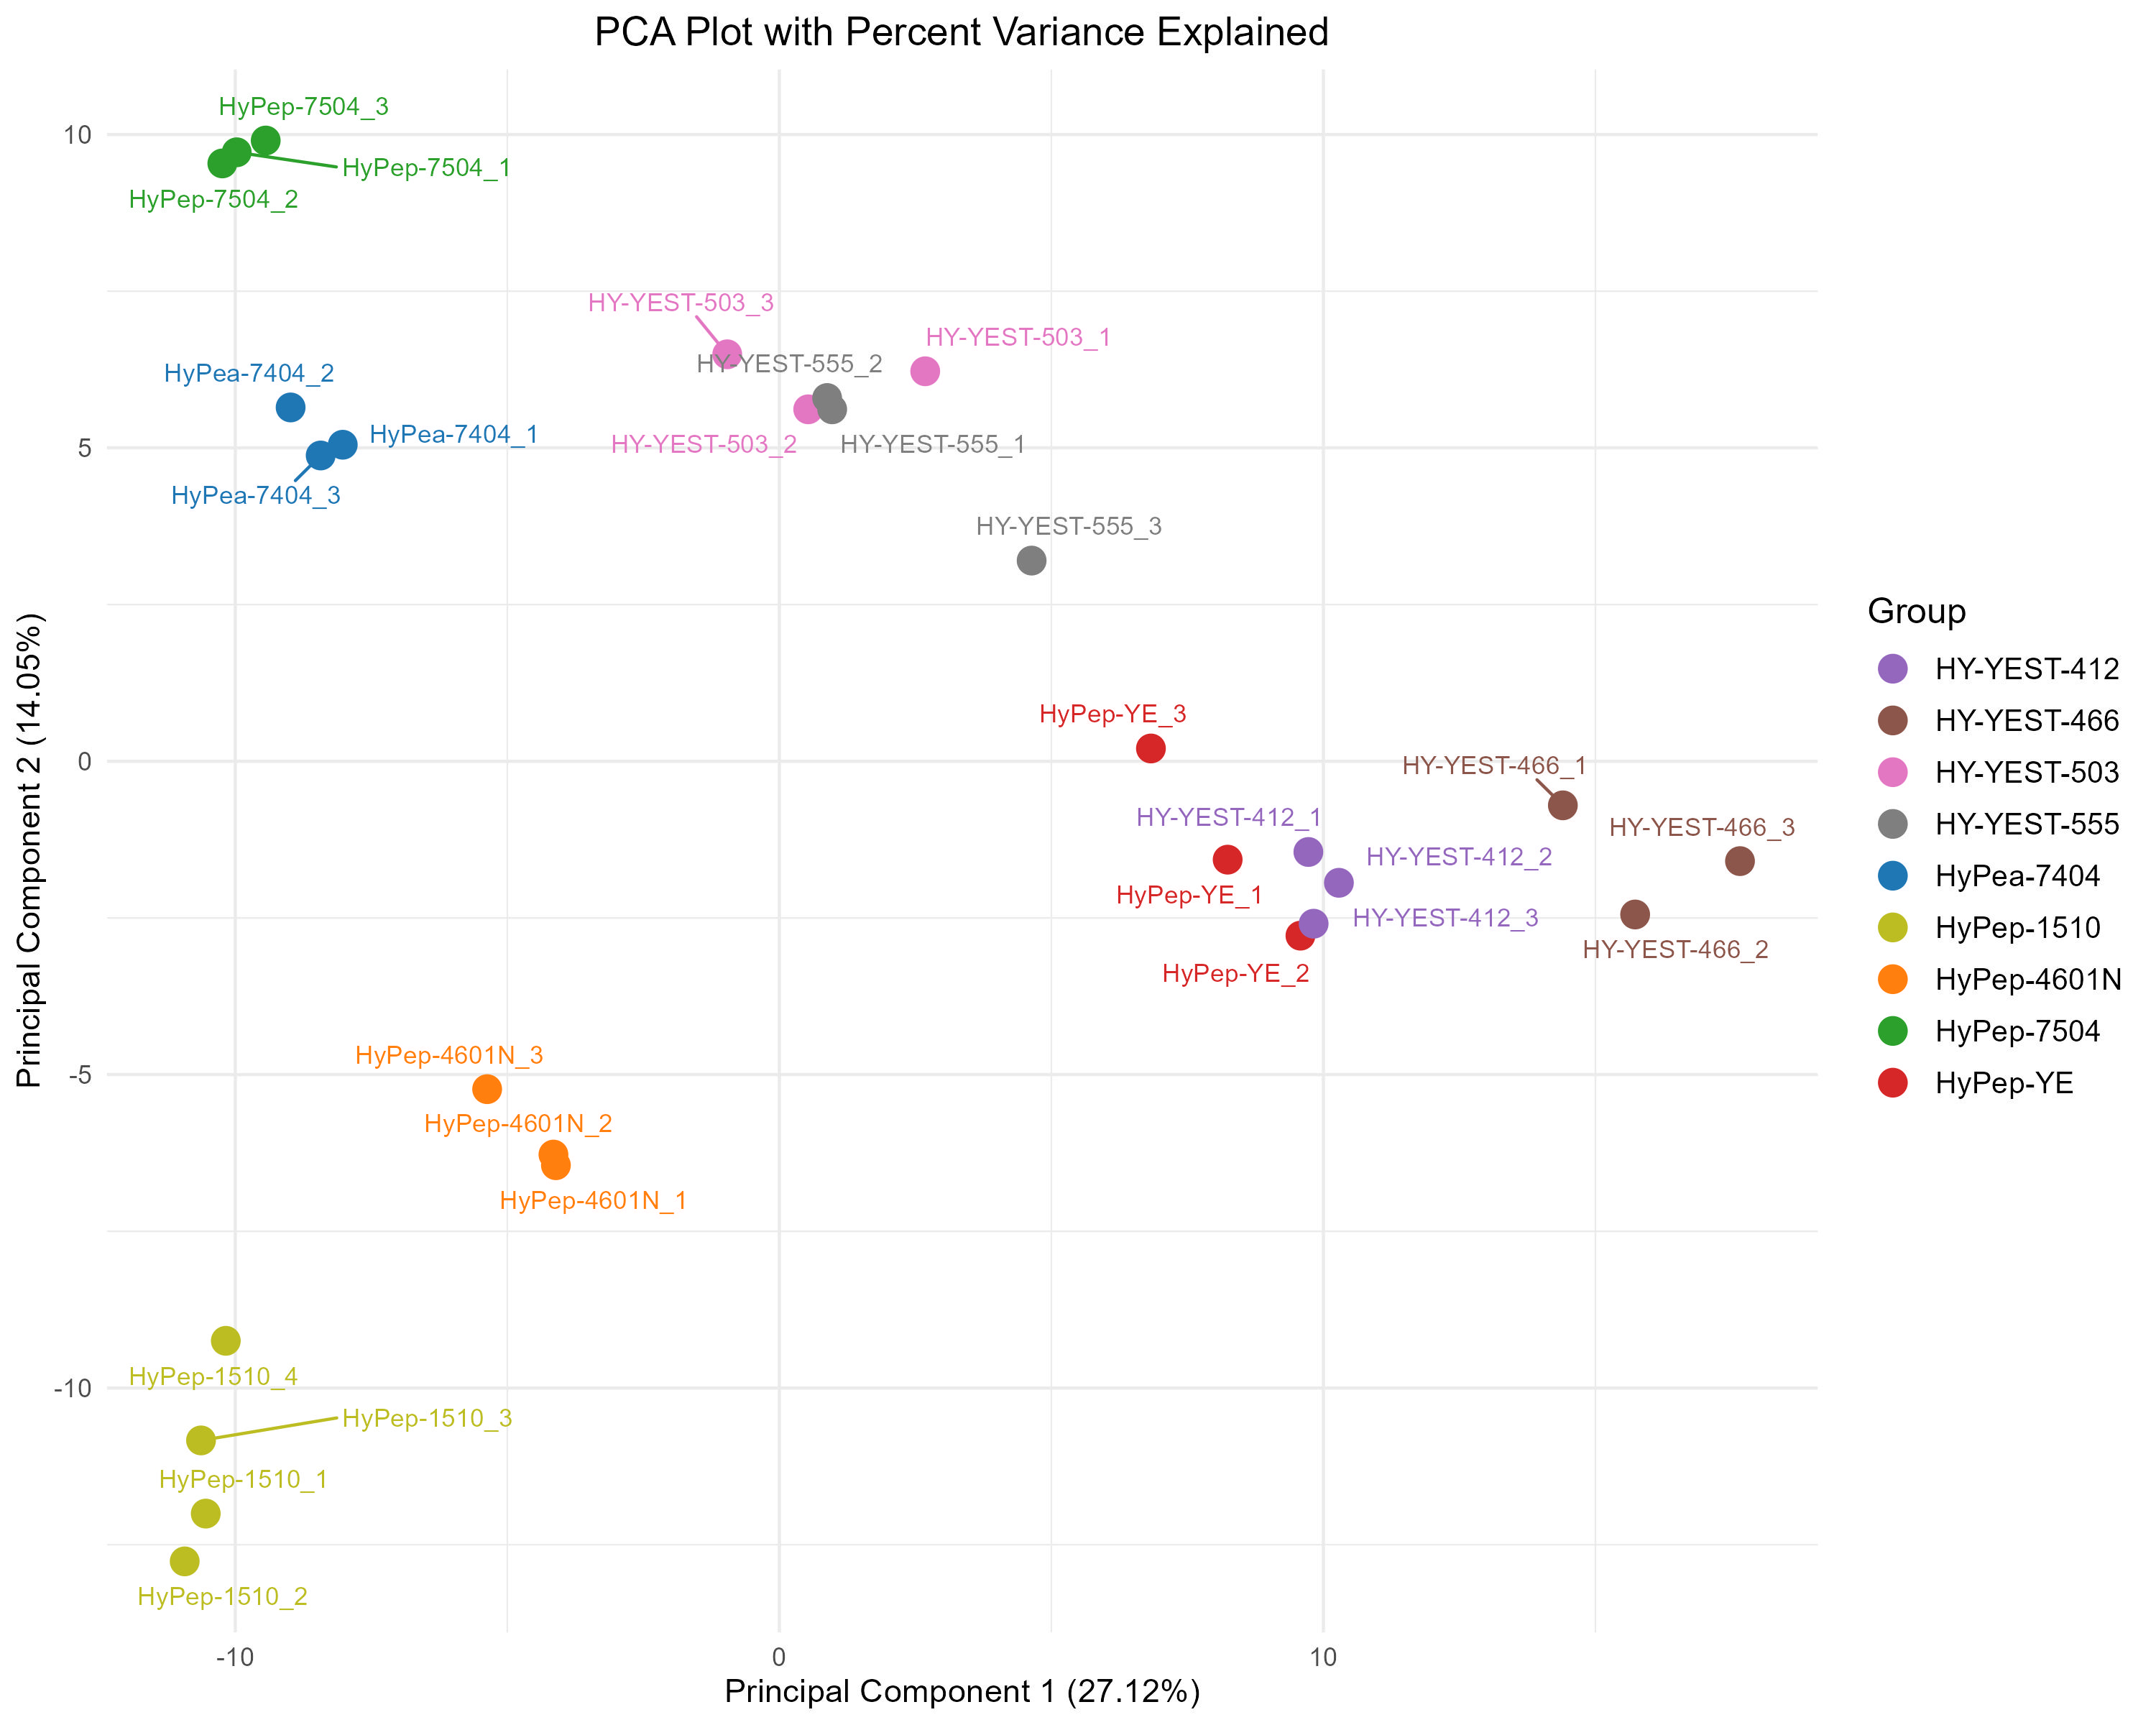 PCA Plot with Percent Variance Explained
HyPep-7504_3
10
HyPep-7504_1
HyPep-7504_2
HY-YEST-503_3
HY-YEST-503_1
HY-YEST-555_2
HyPea-7404_2
HyPea-7404_1
5
HY-YEST-503_2
HY-YEST-555_1
HyPea-7404_3
HY-YEST-555_3
HyPep-YE_3
0
HY-YEST-466_1
HY-YEST-412_1
HY-YEST-466_3
HY-YEST-412_2
HyPep-YE_1
HY-YEST-412_3
HY-YEST-466_2
HyPep-YE_2
HyPep-4601N_3
-5
HyPep-4601N_2
HyPep-4601N_1
HyPep-1510_4
-10
HyPep-1510_3
HyPep-1510_1
HyPep-1510_2
-10
0
10
Principal Component 1 (27.12%)
Principal Component 2 (14.05%)
Group
HY-YEST-412
HY-YEST-466
HY-YEST-503
HY-YEST-555
HyPea-7404
HyPep-1510
HyPep-4601N
HyPep-7504
HyPep-YE